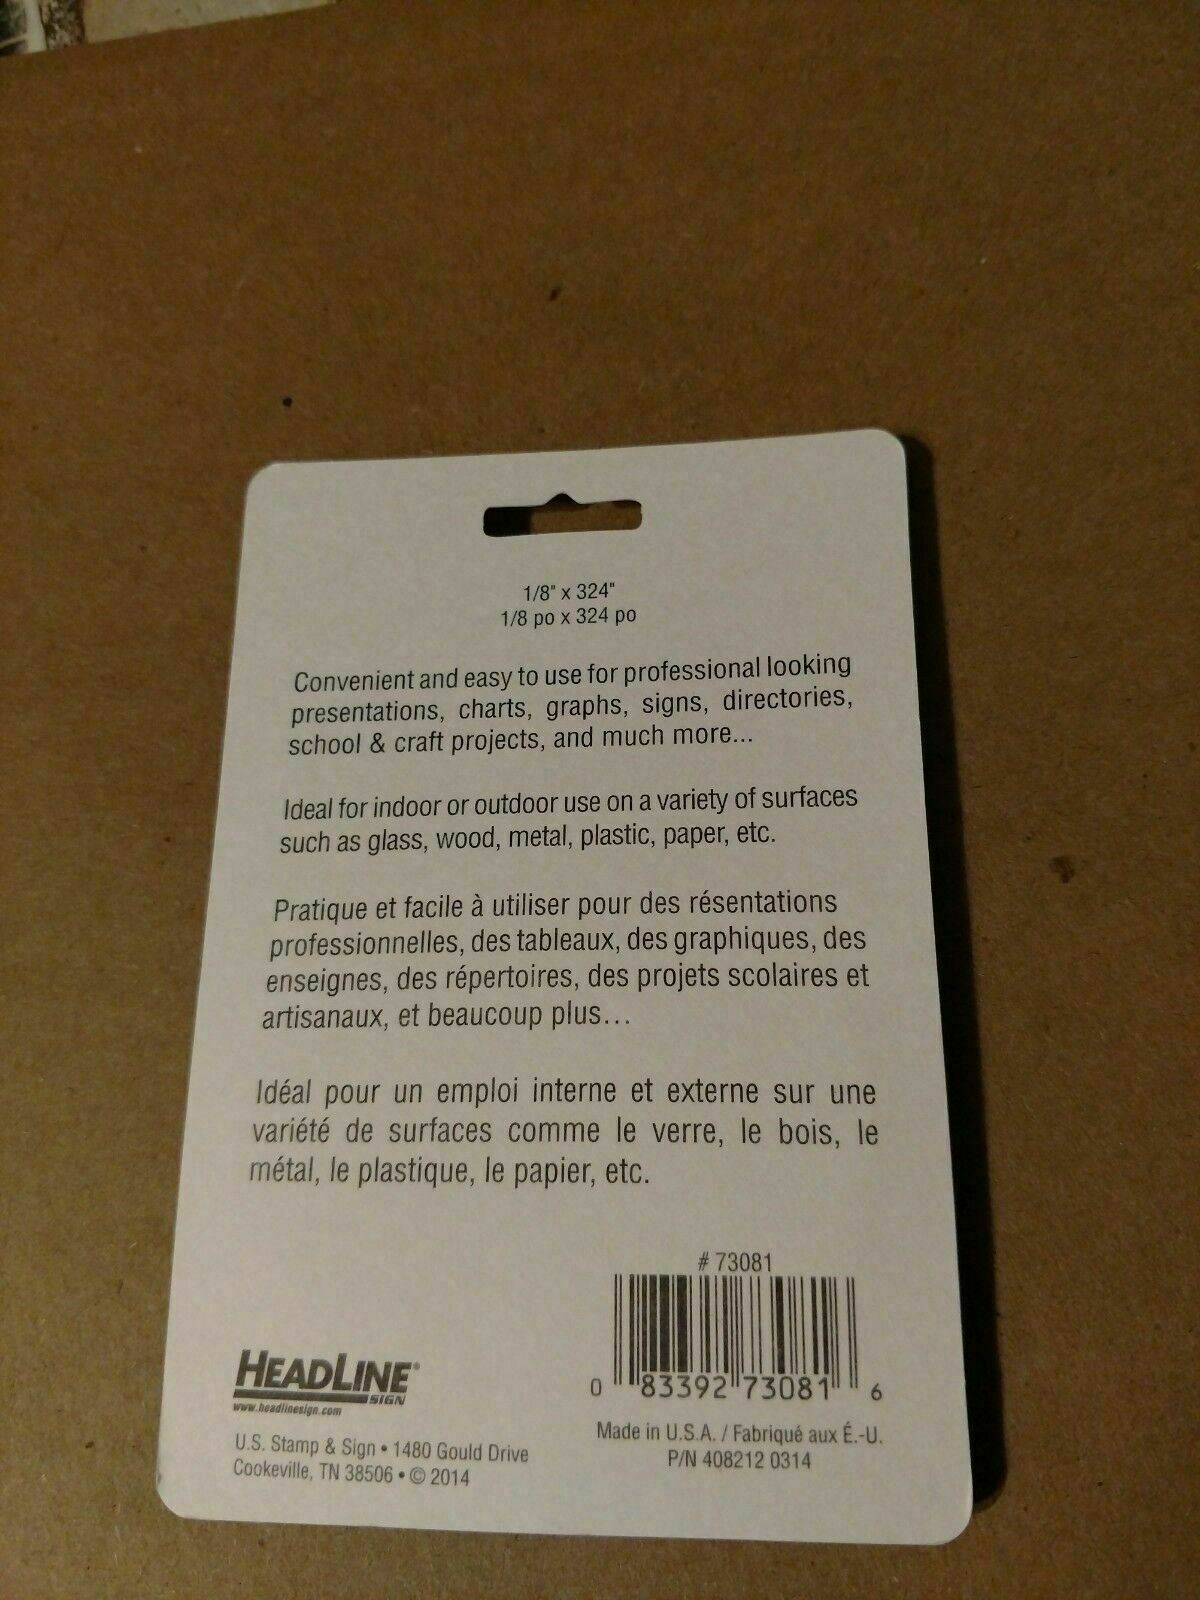 1/8" x 324"
1/8 po x 324 po
Convenient and easy to use for professional looking
presentations, charts, graphs, signs, directories,
school & craft projects, and much more...
Ideal for indoor or outdoor use on a variety of surfaces
such as glass, wood, metal, plastic, paper, etc.
Pratique et facile à utiliser pour des résentations
professionnelles, des tableaux, des graphiques, des
enseignes, des répertoires, des projets scolaires et
artisanaux, et beaucoup plus...
Idéal pour un emploi interne et externe sur une
variété de surfaces comme le verre, le bois, le
métal, le plastique, le papier, etc.
# 73081
0 83392 73081 6
Made in U.S.A. / Fabriqué aux É.-U.
P/N 408212 0314
HEADLINE®
SIGN
www.headlinesign.com
U.S. Stamp & Sign • 1480 Gould Drive
Cookeville, TN 38506 • © 2014